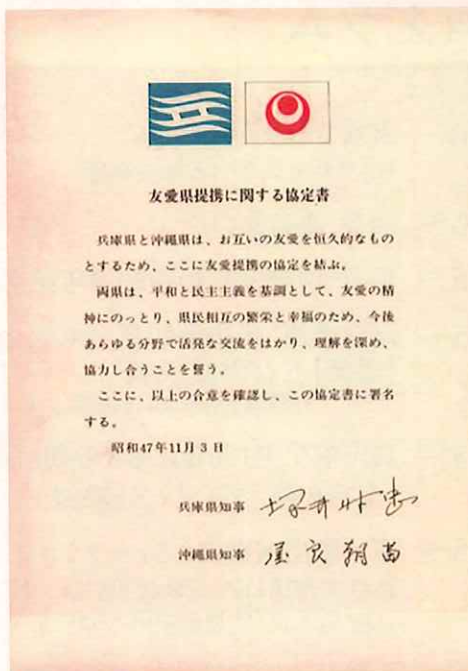 友愛県提携に関する協定書
兵庫県と沖縄県は、お互いの友愛を恒久的なもの
とするため、ここに友愛提携の協定を結ぶ。
両県は、平和と民主主義を基調として、友愛の精
神にのっとり、県民相互の繁栄と幸福のため、今後
あらゆる分野で活発な交流をはかり、理解を深め、
協力し合うことを誓う。
ここに、以上の合意を確認し、この協定書に署名
する。
昭和47年11月3日
兵庫県知事 坂井時忠
沖縄県知事 屋良朝苗